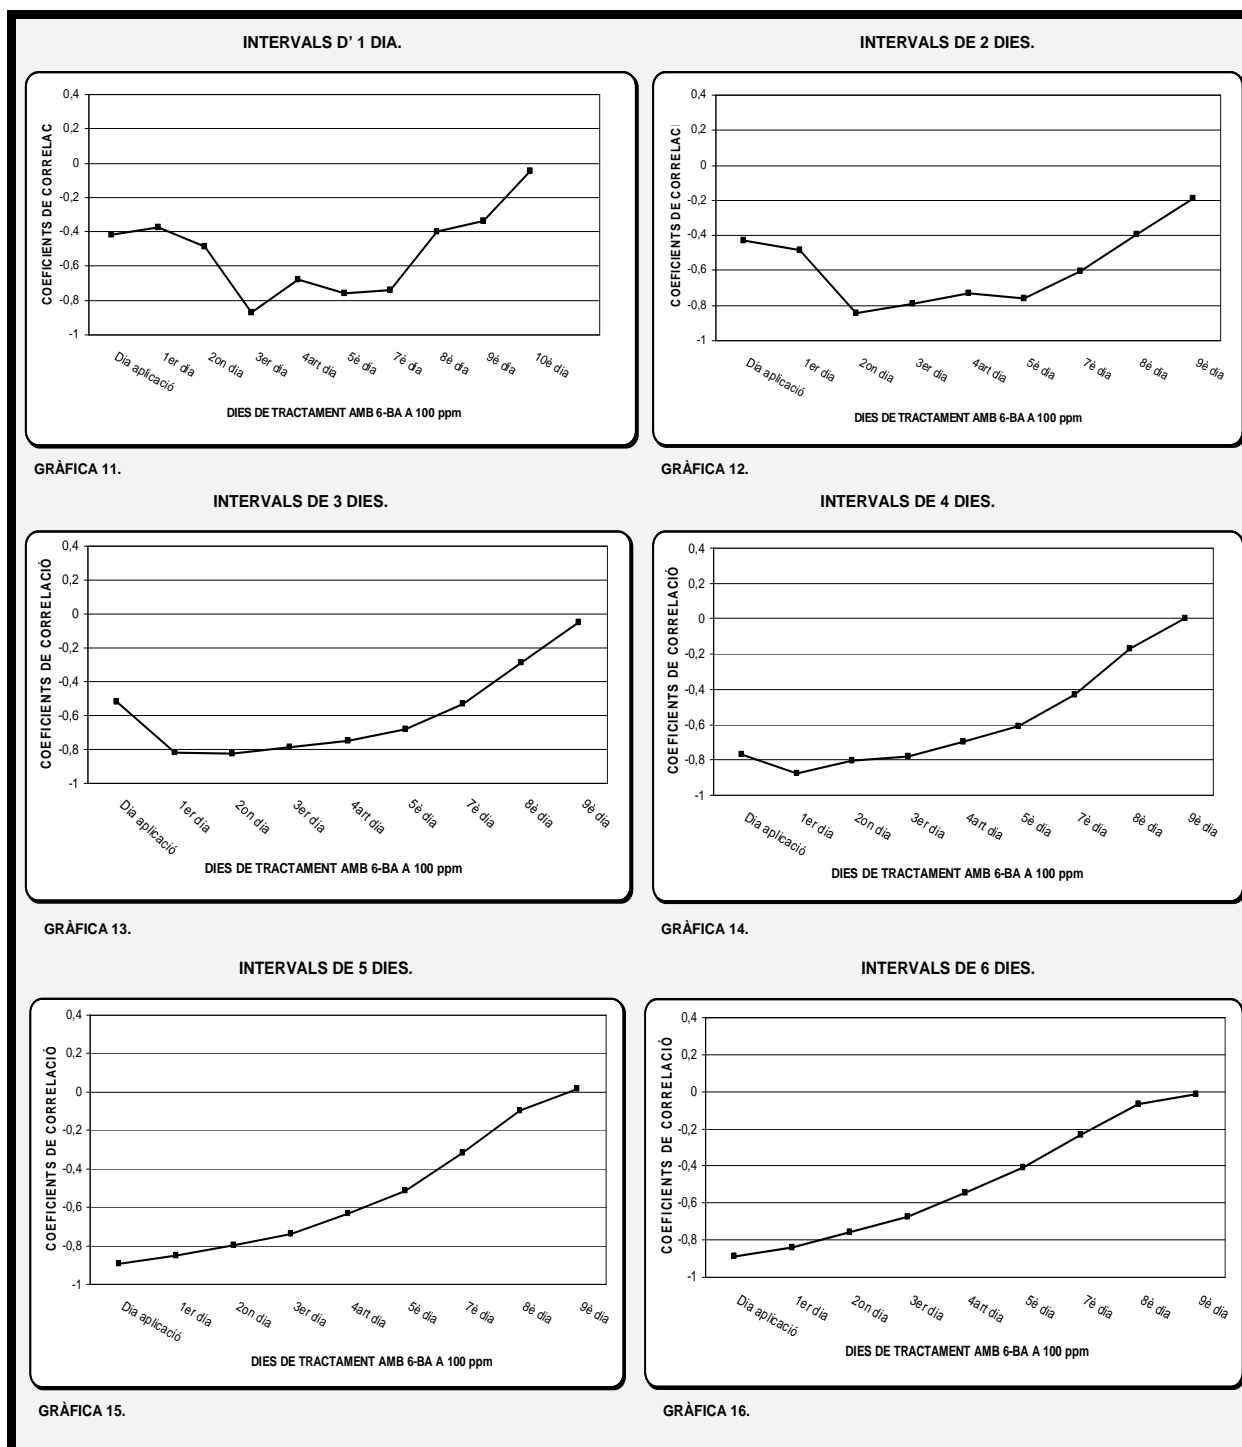 INTERVALS D' 1 DIA.
COEFICIENTS DE CORRELAC
0,4
0,2
0
-0,2
-0,4
-0,6
-0,8
-1
Dia aplicació
1er dia
2on dia
3er dia
4art dia
5è dia
7è dia
8è dia
9è dia
10è dia
DIES DE TRACTAMENT AMB 6-BA A 100 ppm
GRÀFICA 11.
INTERVALS DE 2 DIES.
COEFICIENTS DE CORRELAC
0,4
0,2
0
-0,2
-0,4
-0,6
-0,8
-1
Dia aplicació
1er dia
2on dia
3er dia
4art dia
5è dia
7è dia
8è dia
9è dia
DIES DE TRACTAMENT AMB 6-BA A 100 ppm
GRÀFICA 12.
INTERVALS DE 3 DIES.
COEFICIENTS DE CORRELACIÓ
0,4
0,2
0
-0,2
-0,4
-0,6
-0,8
-1
Dia aplicació
1er dia
2on dia
3er dia
4art dia
5è dia
7è dia
8è dia
9è dia
DIES DE TRACTAMENT AMB 6-BA A 100 ppm
GRÀFICA 13.
INTERVALS DE 4 DIES.
COEFICIENTS DE CORRELACIÓ
0,4
0,2
0
-0,2
-0,4
-0,6
-0,8
-1
Dia aplicació
1er dia
2on dia
3er dia
4art dia
5è dia
7è dia
8è dia
9è dia
DIES DE TRACTAMENT AMB 6-BA A 100 ppm
GRÀFICA 14.
INTERVALS DE 5 DIES.
COEFICIENTS DE CORRELACIÓ
0,4
0,2
0
-0,2
-0,4
-0,6
-0,8
-1
Dia aplicació
1er dia
2on dia
3er dia
4art dia
5è dia
7è dia
8è dia
9è dia
DIES DE TRACTAMENT AMB 6-BA A 100 ppm
GRÀFICA 15.
INTERVALS DE 6 DIES.
COEFICIENTS DE CORRELACIÓ
0,4
0,2
0
-0,2
-0,4
-0,6
-0,8
-1
Dia aplicació
1er dia
2on dia
3er dia
4art dia
5è dia
7è dia
8è dia
9è dia
DIES DE TRACTAMENT AMB 6-BA A 100 ppm
GRÀFICA 16.